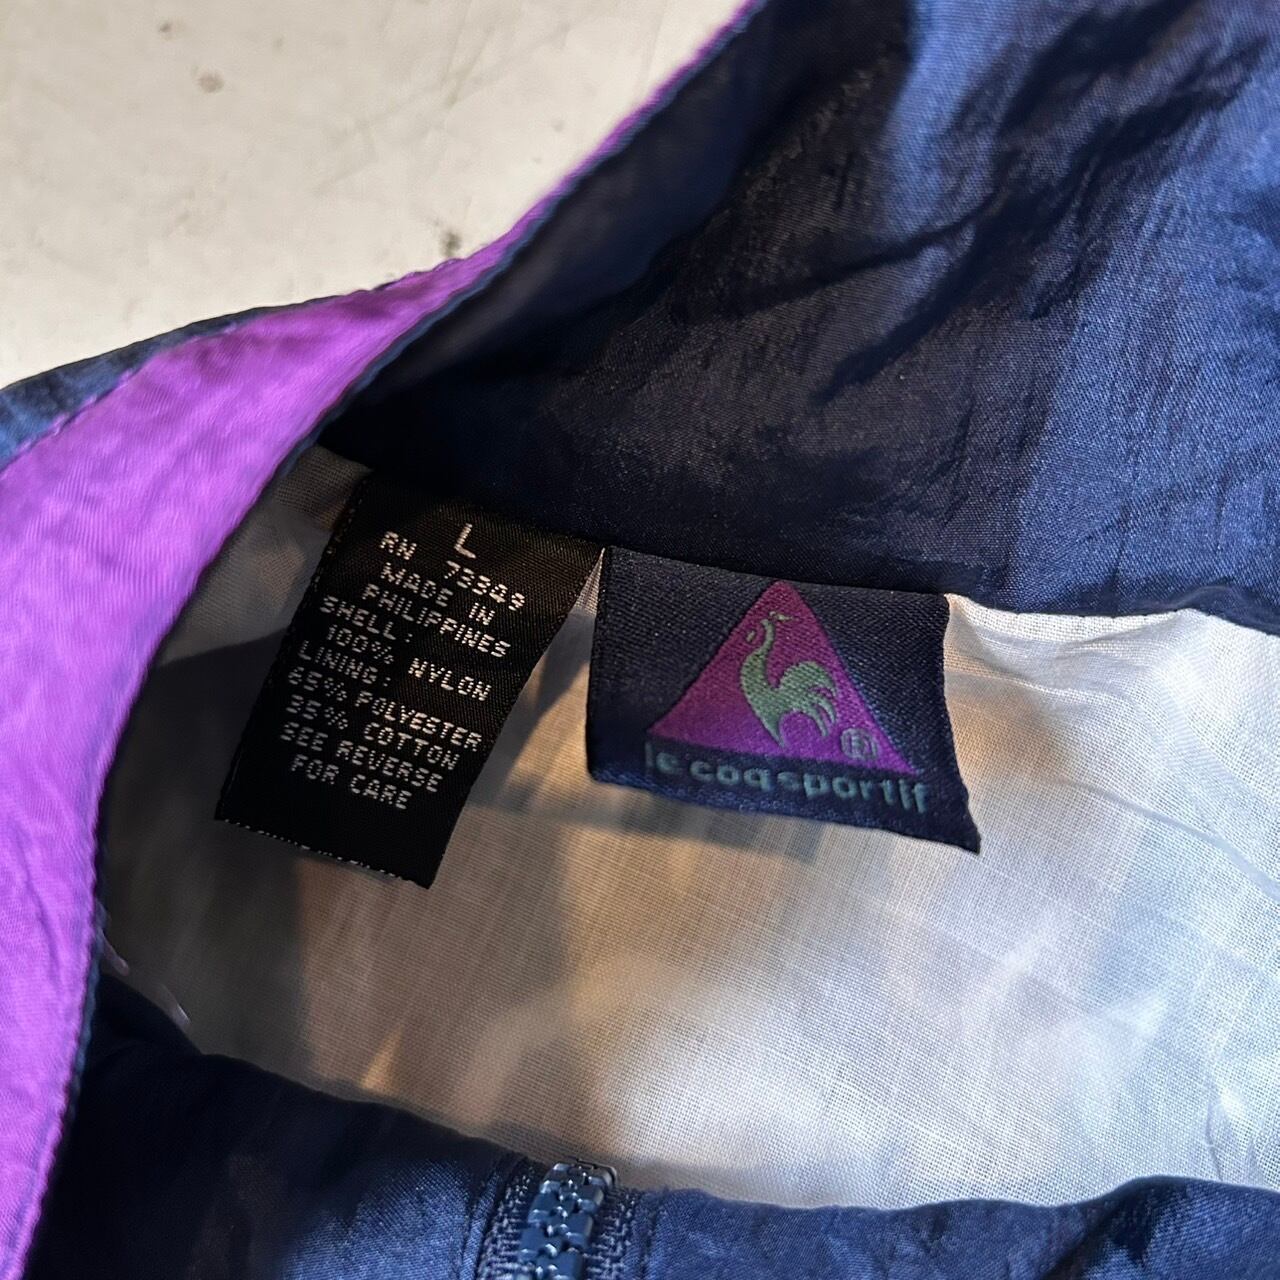 L
RN 73349
MADE IN
PHILIPPINES
SHELL:
100% NYLON
LINING:
65% POLYESTER
35% COTTON
SEE REVERSE
FOR CARE
R
le coq sportif